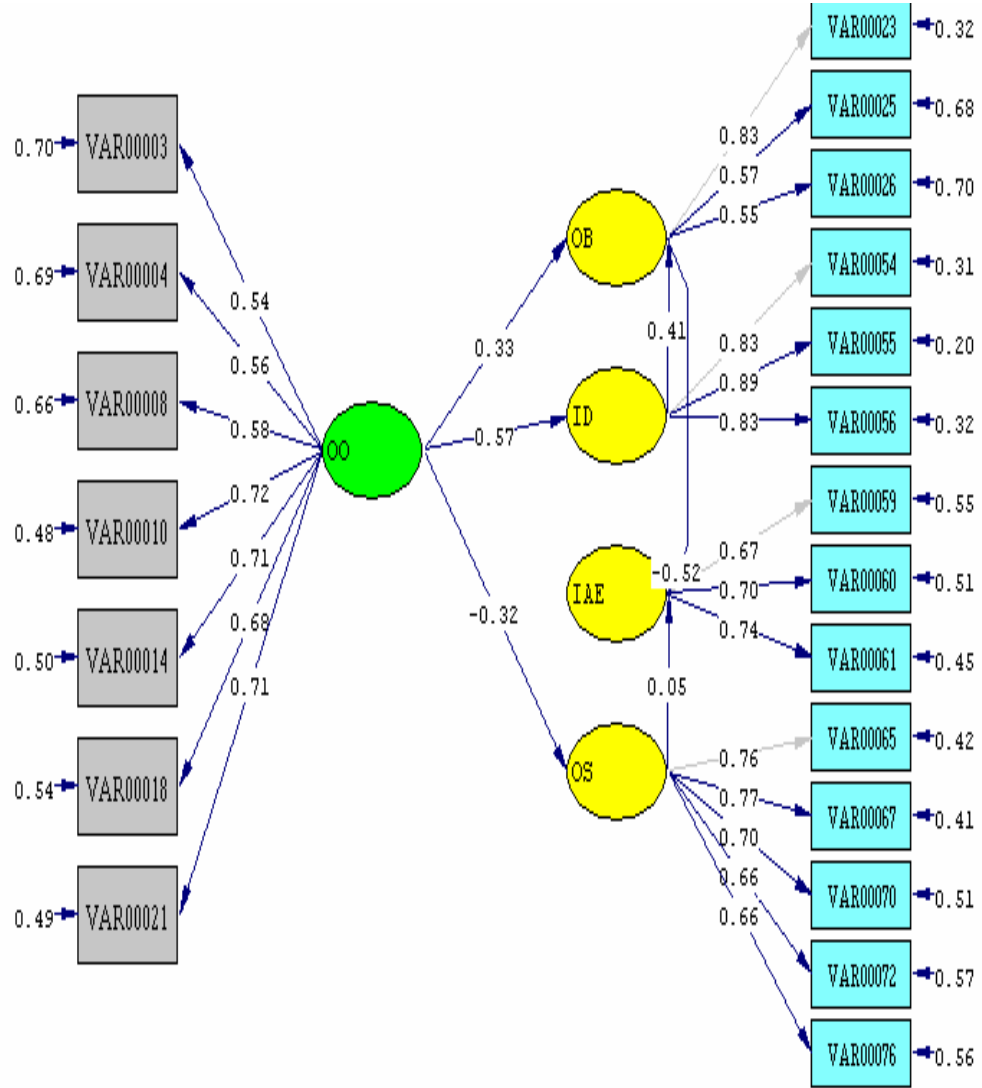 0.70 VAR00003
0.69 VAR00004
0.66 VAR00008
0.48 VAR00010
0.50 VAR00014
0.54 VAR00018
0.49 VAR00021
0.54
0.56
0.58
0.72
0.71
0.68
0.71
OO
0.33
0.57
-0.32
OB
0.41
ID
IAE
-0.52
0.05
OS
0.83
0.57
0.55
0.83
0.89
0.83
0.67
0.70
0.74
0.76
0.77
0.70
0.66
0.66
VAR00023 0.32
VAR00025 0.68
VAR00026 0.70
VAR00054 0.31
VAR00055 0.20
VAR00056 0.32
VAR00059 0.55
VAR00060 0.51
VAR00061 0.45
VAR00065 0.42
VAR00067 0.41
VAR00070 0.51
VAR00072 0.57
VAR00076 0.56